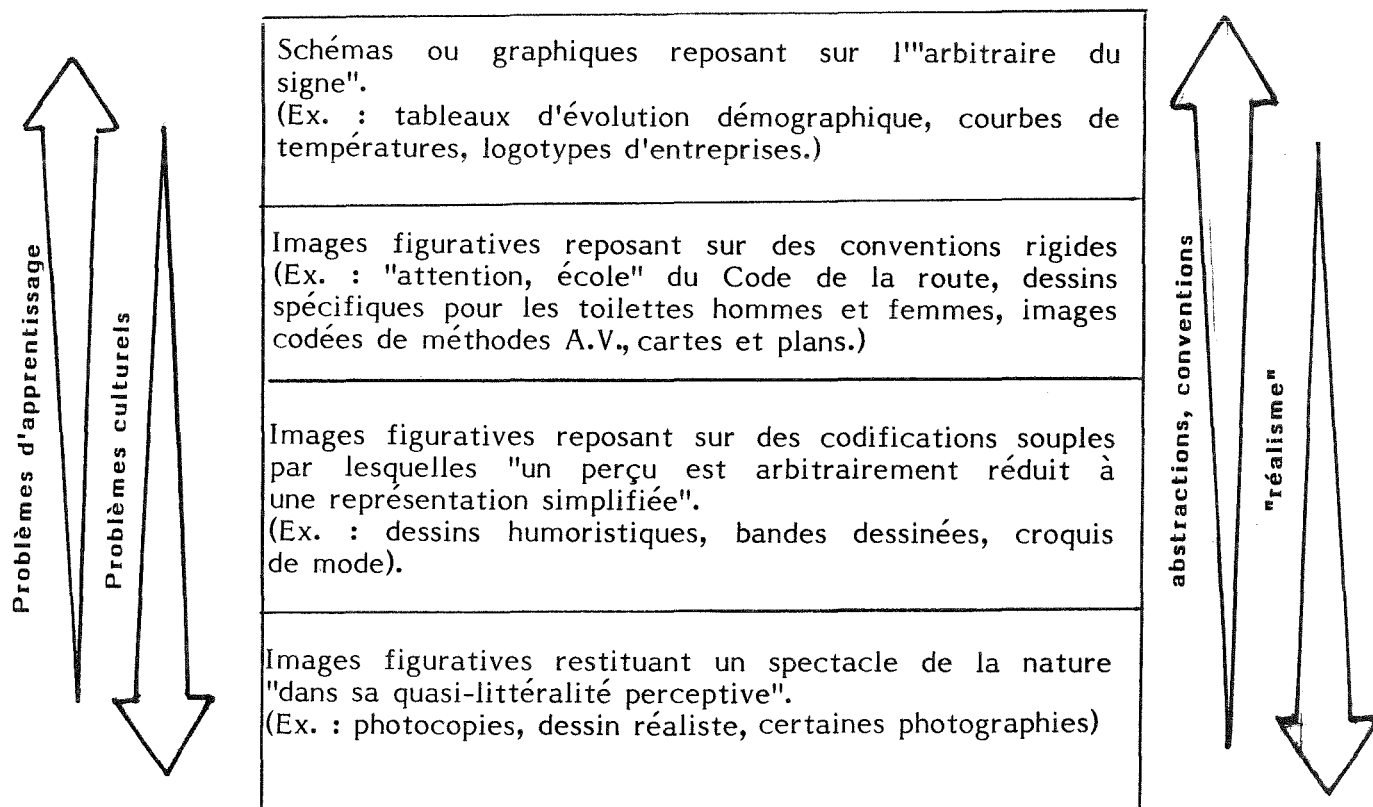 Problèmes d'apprentissage
Problèmes culturels
Schémas ou graphiques reposant sur l'"arbitraire du
signe".
(Ex. : tableaux d'évolution démographique, courbes de
températures, logotypes d'entreprises.)
Images figuratives reposant sur des conventions rigides
(Ex. : "attention, école" du Code de la route, dessins
spécifiques pour les toilettes hommes et femmes, images
codées de méthodes A.V., cartes et plans.)
Images figuratives reposant sur des codifications souples
par lesquelles "un perçu est arbitrairement réduit à
une représentation simplifiée".
(Ex. : dessins humoristiques, bandes dessinées, croquis
de mode).
Images figuratives restituant un spectacle de la nature
"dans sa quasi-littéralité perceptive".
(Ex. : photocopies, dessin réaliste, certaines photographies)
abstractions, conventions
"réalisme"